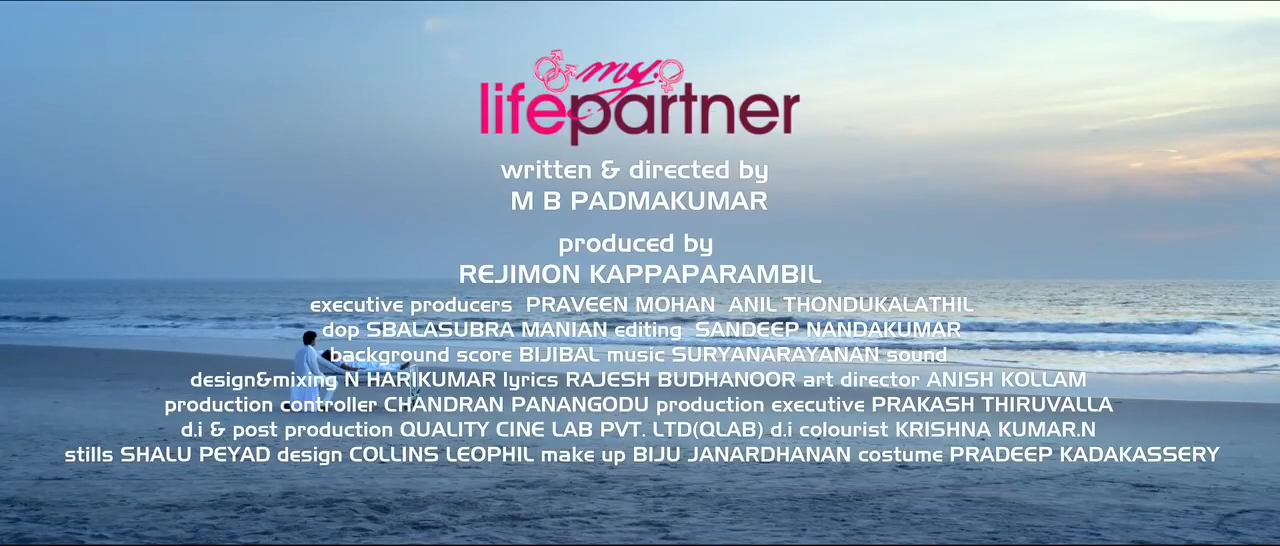 my
lifepartner
written & directed by
M B PADMAKUMAR
produced by
REJIMON KAPPAPARAMBIL
executive producers PRAVEEN MOHAN ANIL THONDUKALATHIL
dop SBALASUBRA MANIAN editing SANDEEP NANDAKUMAR
background score BIJIBAL music SURYANARAYANAN sound
design&mixing N HARIKUMAR lyrics RAJESH BUDHANOOR art director ANISH KOLLAM
production controller CHANDRAN PANANGODU production executive PRAKASH THIRUVALLA
d.i & post production QUALITY CINE LAB PVT. LTD(QLAB) d.i colourist KRISHNA KUMAR.N
stills SHALU PEYAD design COLLINS LEOPHIL make up BIJU JANARDHANAN costume PRADEEP KADAKASSERY